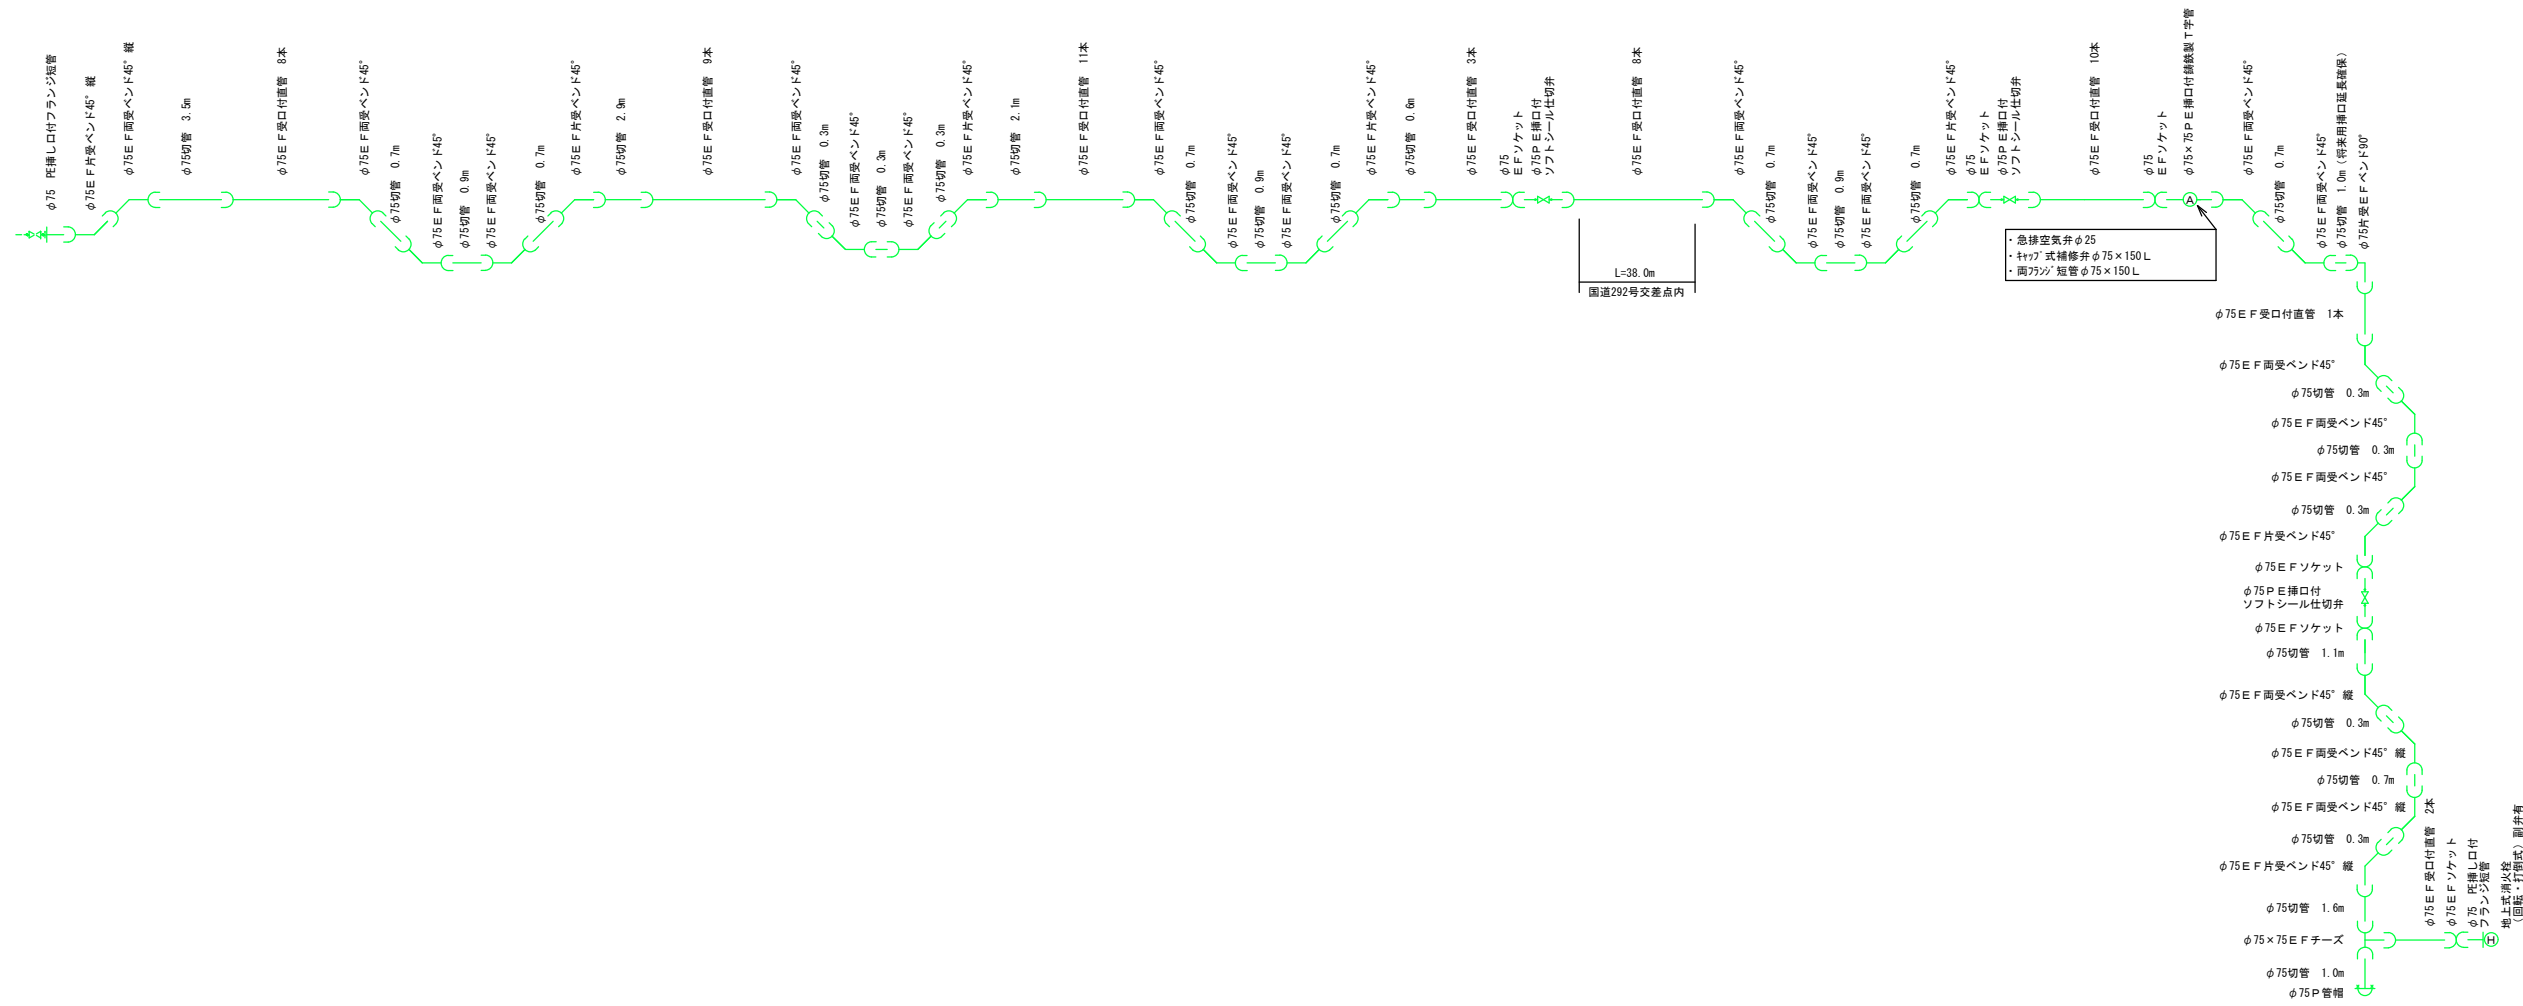 φ75 PE挿し口付フランジ短管
φ75ＥＦ片受ベンド45° 縦
φ75ＥＦ両受ベンド45° 縦
φ75切管 3.5m
φ75ＥＦ受口付直管 8本
φ75ＥＦ両受ベンド45°
φ75切管 0.7m
φ75ＥＦ両受ベンド45°
φ75切管 0.9m
φ75ＥＦ両受ベンド45°
φ75切管 0.7m
φ75ＥＦ片受ベンド45°
φ75切管 2.9m
φ75ＥＦ受口付直管 9本
φ75ＥＦ両受ベンド45°
φ75切管 0.3m
φ75ＥＦ両受ベンド45°
φ75切管 0.3m
φ75ＥＦ両受ベンド45°
φ75切管 0.3m
φ75ＥＦ片受ベンド45°
φ75切管 2.1m
φ75ＥＦ受口付直管 11本
φ75ＥＦ両受ベンド45°
φ75切管 0.7m
φ75ＥＦ両受ベンド45°
φ75切管 0.9m
φ75ＥＦ両受ベンド45°
φ75切管 0.7m
φ75ＥＦ片受ベンド45°
φ75切管 0.6m
φ75ＥＦ受口付直管 3本
φ75
ＥＦソケット
φ75ＰＥ挿口付
ソフトシール仕切弁
φ75ＥＦ受口付直管 8本
L=38.0m
国道292号交差点内
φ75ＥＦ両受ベンド45°
φ75切管 0.7m
φ75ＥＦ両受ベンド45°
φ75切管 0.9m
φ75ＥＦ両受ベンド45°
φ75切管 0.7m
φ75ＥＦ片受ベンド45°
φ75
ＥＦソケット
φ75ＰＥ挿口付
ソフトシール仕切弁
φ75ＥＦ受口付直管 10本
φ75
ＥＦソケット
φ75×75ＰＥ挿口付鋳鉄製Ｔ字管
A
・急排空気弁φ25
・ｷｬｯﾌﾟ式補修弁φ75×150Ｌ
・両ﾌﾗﾝｼﾞ短管φ75×150Ｌ
φ75ＥＦ両受ベンド45°
φ75切管 0.7m
φ75ＥＦ両受ベンド45°
φ75切管 1.0m（将来用挿口延長確保）
φ75片受ＥＦベンド90°
φ75ＥＦ受口付直管 1本
φ75ＥＦ両受ベンド45°
φ75切管 0.3m
φ75ＥＦ両受ベンド45°
φ75切管 0.3m
φ75ＥＦ両受ベンド45°
φ75切管 0.3m
φ75ＥＦ片受ベンド45°
φ75ＥＦソケット
φ75ＰＥ挿口付
ソフトシール仕切弁
φ75ＥＦソケット
φ75切管 1.1m
φ75ＥＦ両受ベンド45° 縦
φ75切管 0.3m
φ75ＥＦ両受ベンド45° 縦
φ75切管 0.7m
φ75ＥＦ両受ベンド45° 縦
φ75切管 0.3m
φ75ＥＦ片受ベンド45° 縦
φ75切管 1.6m
φ75×75ＥＦチーズ
φ75ＥＦ受口付直管 2本
φ75ＥＦソケット
φ75 PE挿し口付
フランジ短管
地上式消火栓
（回転・打倒式）副弁有
H
φ75切管 1.0m
φ75Ｐ管帽